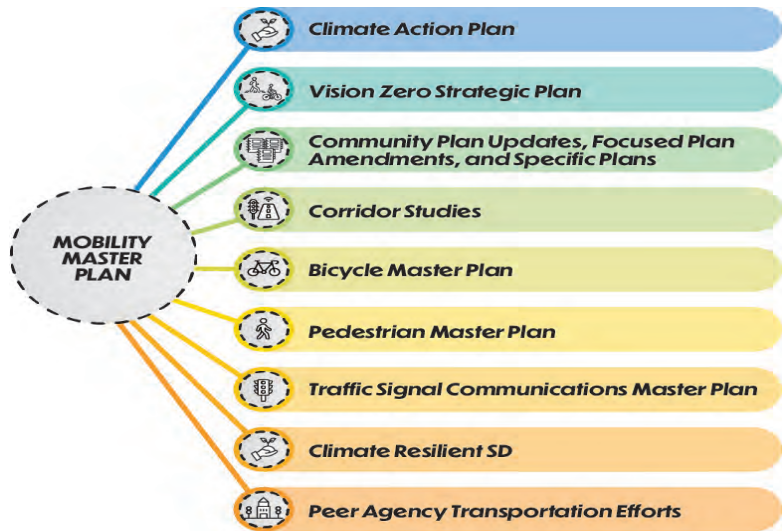 Climate Action Plan
Vision Zero Strategic Plan
Community Plan Updates, Focused Plan
Amendments, and Specific Plans
Corridor Studies
MOBILITY
MASTER
PLAN
Bicycle Master Plan
Pedestrian Master Plan
Traffic Signal Communications Master Plan
Climate Resilient SD
Peer Agency Transportation Efforts